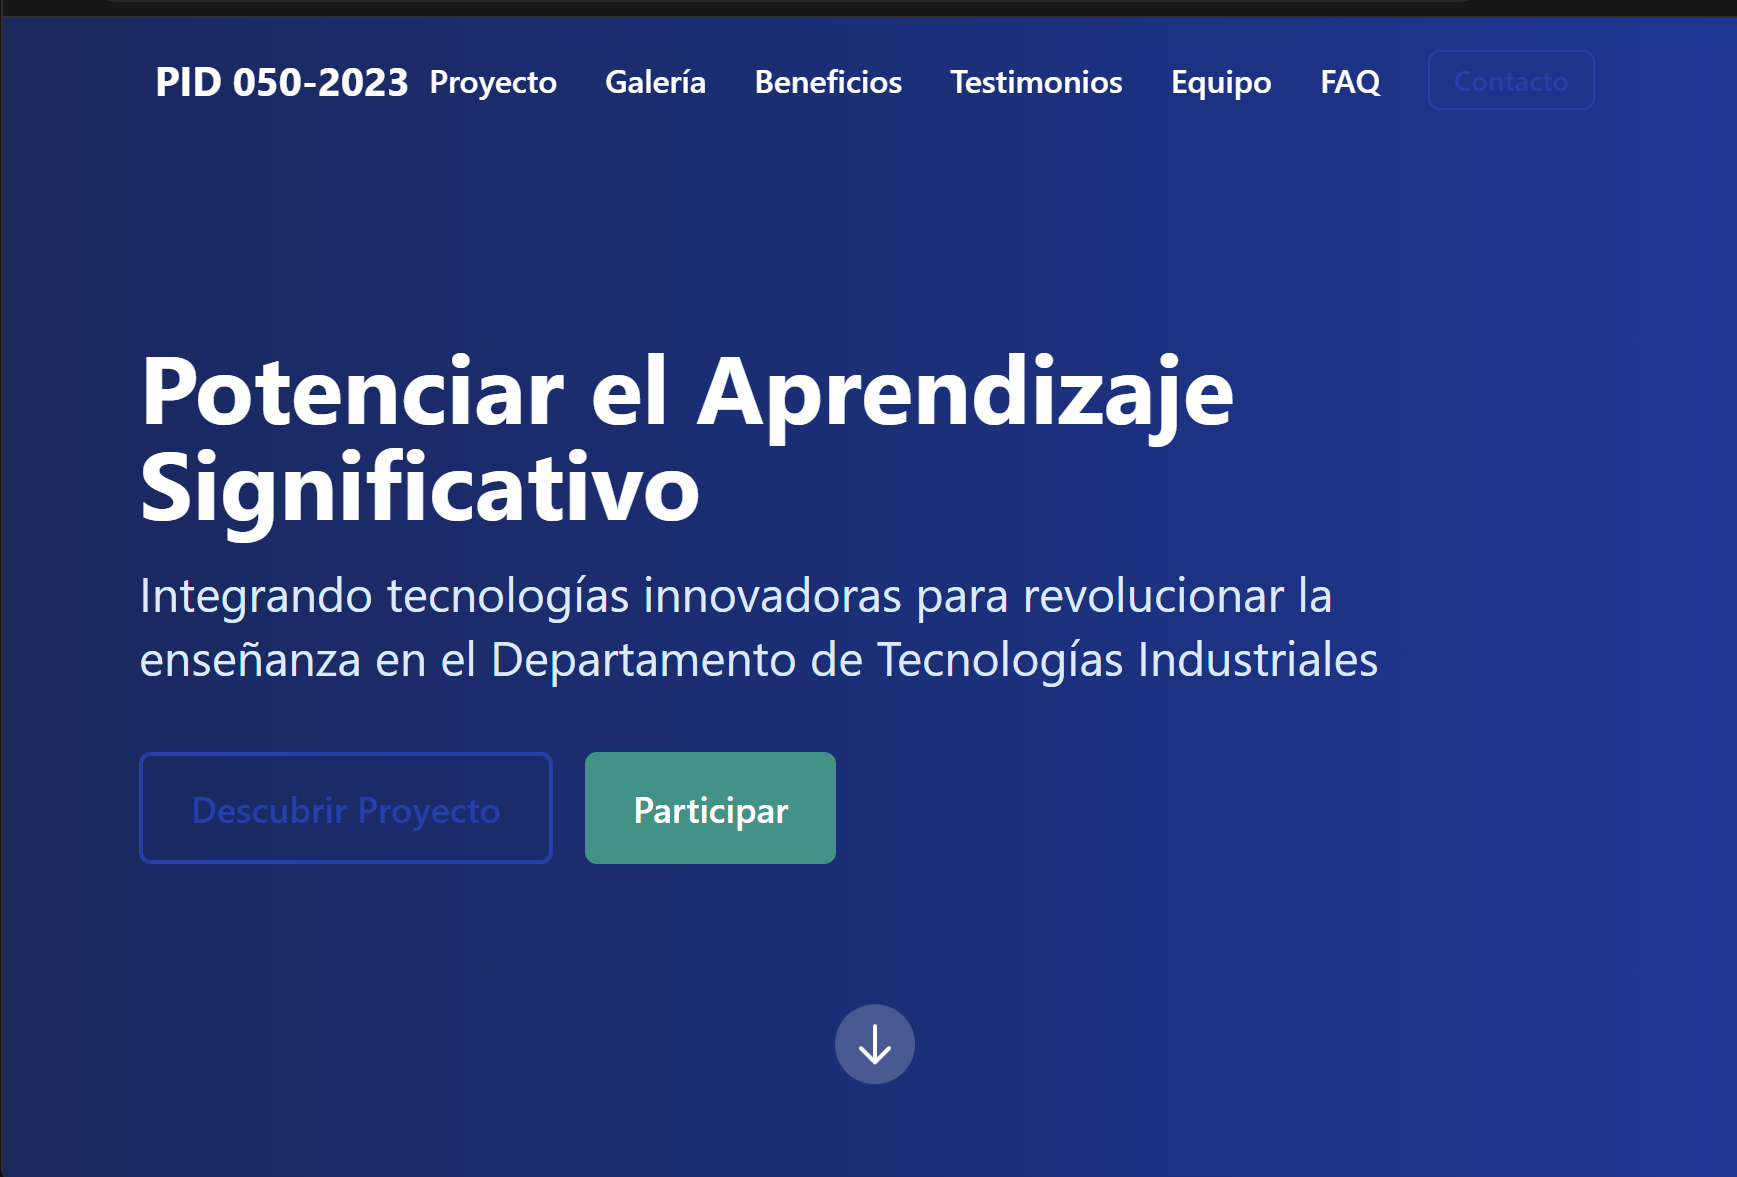 PID 050-2023 Proyecto Galería Beneficios Testimonios Equipo FAQ Contacto
Potenciar el Aprendizaje
Significativo
Integrando tecnologías innovadoras para revolucionar la
enseñanza en el Departamento de Tecnologías Industriales
Descubrir Proyecto Participar